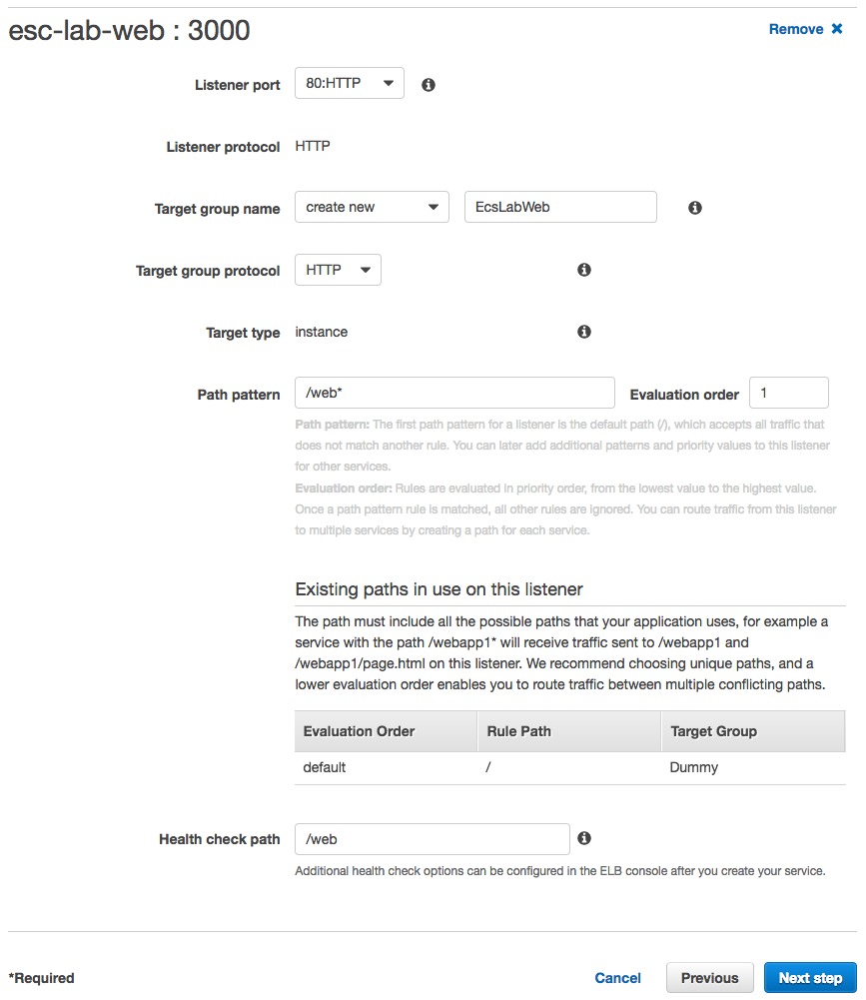 esc-lab-web : 3000
Remove ✖
Listener port 80:HTTP
Listener protocol HTTP
Target group name create new EcsLabWeb
Target group protocol HTTP
Target type instance
Path pattern /web* Evaluation order 1
Path pattern: The first path pattern for a listener is the default path (/), which accepts all traffic that
does not match another rule. You can later add additional patterns and priority values to this listener
for other services.
Evaluation order: Rules are evaluated in priority order, from the lowest value to the highest value.
Once a path pattern rule is matched, all other rules are ignored. You can route traffic from this listener
to multiple services by creating a path for each service.
Existing paths in use on this listener
The path must include all the possible paths that your application uses, for example a
service with the path /webapp1* will receive traffic sent to /webapp1 and
/webapp1/page.html on this listener. We recommend choosing unique paths, and a
lower evaluation order enables you to route traffic between multiple conflicting paths.
Evaluation Order Rule Path Target Group
default / Dummy
Health check path /web
Additional health check options can be configured in the ELB console after you create your service.
*Required Cancel Previous Next step